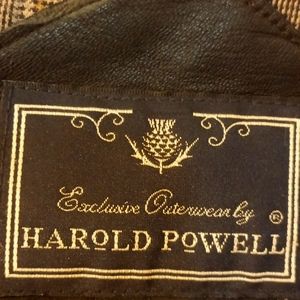 Exclusive Outerwear by ®
HAROLD POWELL